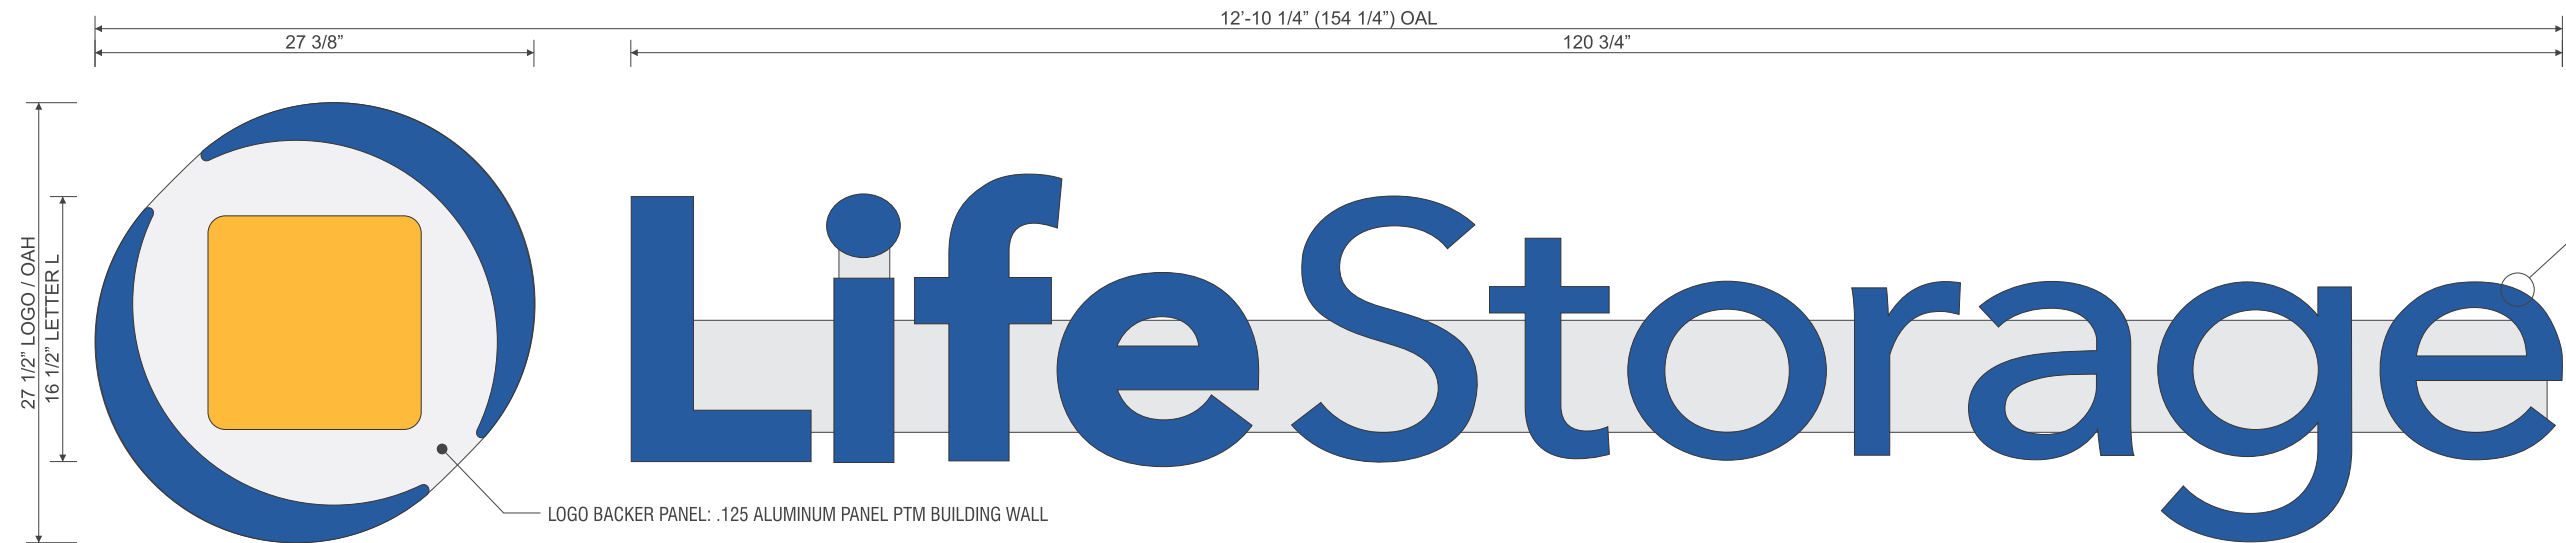 12’-10 1/4” (154 1/4”) OAL
27 3/8”
120 3/4”
27 1/2” LOGO / OAH
16 1/2” LETTER L
LifeStorage
LOGO BACKER PANEL: .125 ALUMINUM PANEL PTM BUILDING WALL